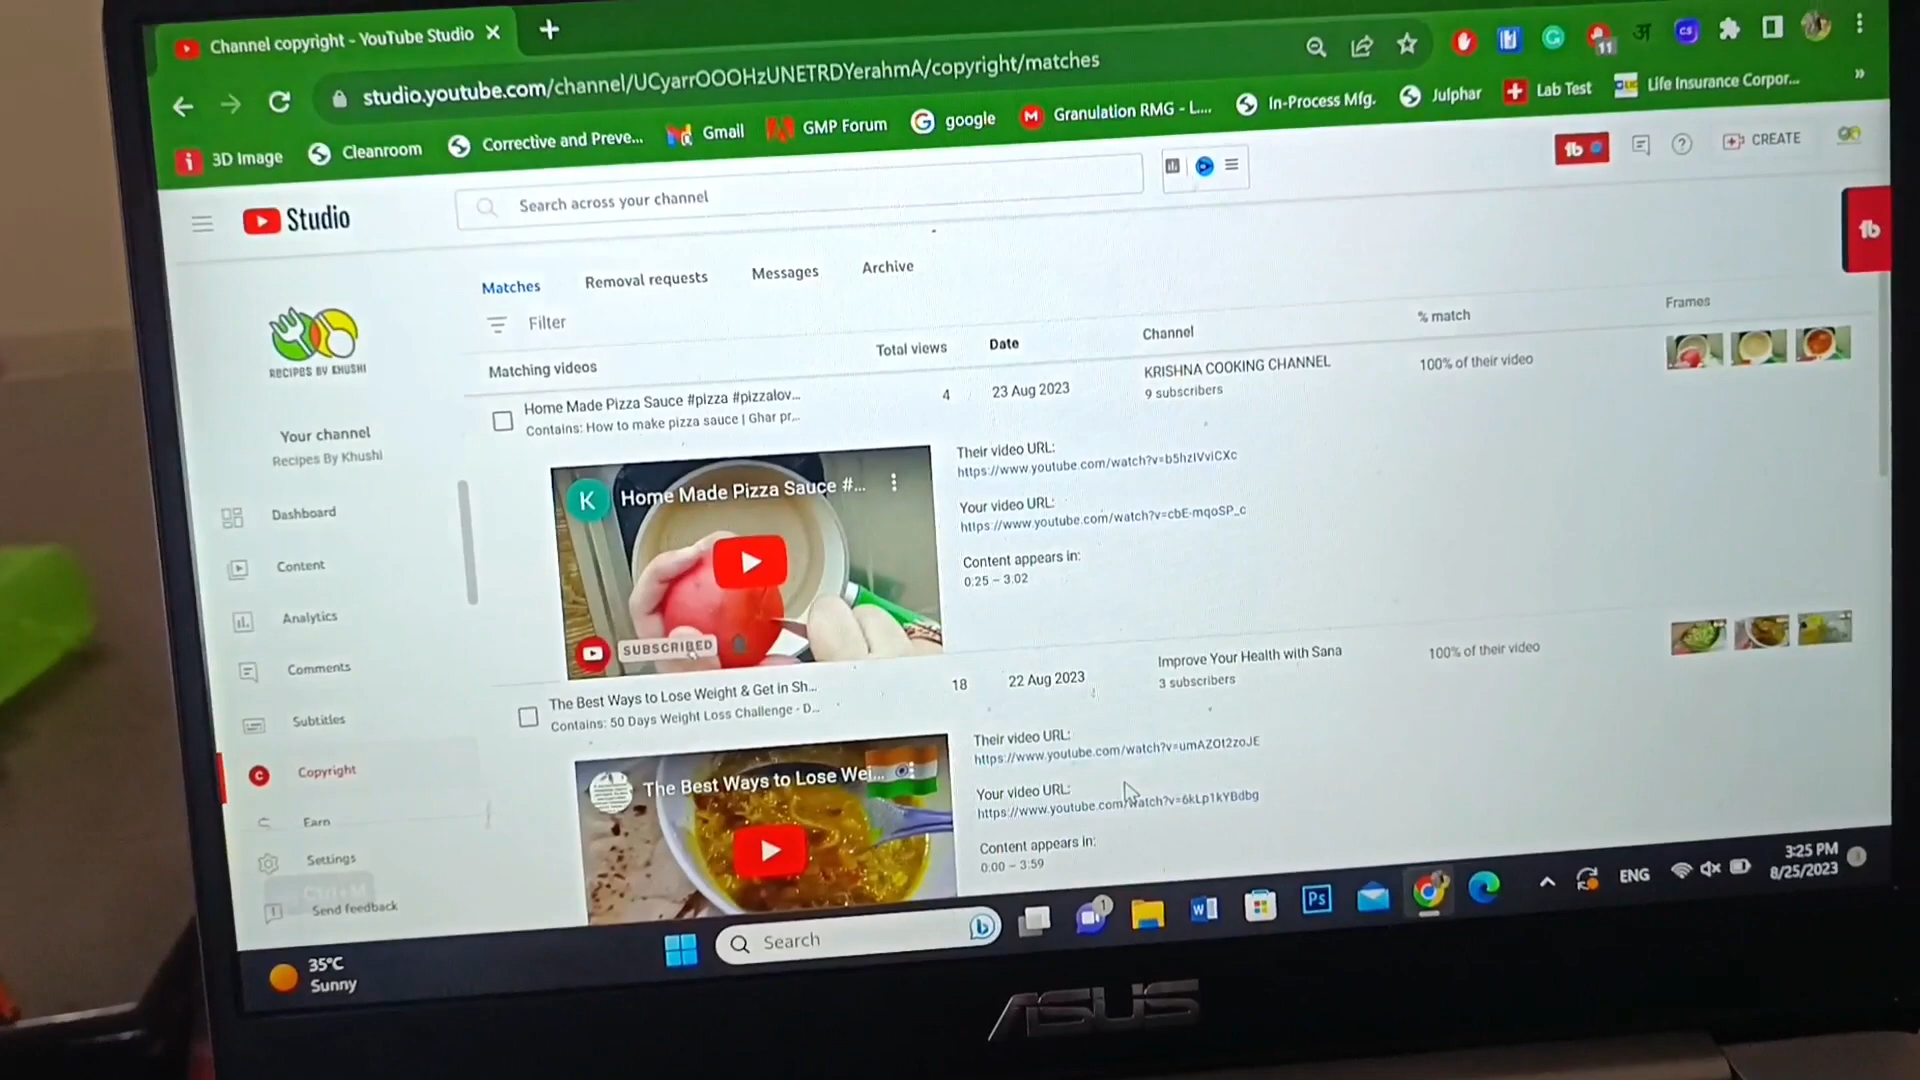 Channel copyright - YouTube Studio
studio.youtube.com/channel/UCyarrOOOHzUNETRDYerahmA/copyright/matches
11
अ
CS
3D Image
Cleanroom
Corrective and Preve...
Gmail
GMP Forum
google
Granulation RMG - L...
In-Process Mfg.
Julphar
Lab Test
Life Insurance Corpor...
Studio
Search across your channel
CREATE
Matches
Removal requests
Messages
Archive
Filter
Matching videos
Total views
Date
Channel
% match
Frames
RECIPES BY KHUSHI
Your channel
Recipes By Khushi
Dashboard
Content
Analytics
Comments
Subtitles
Copyright
Earn
Settings
Ctrl+M
Send feedback
Home Made Pizza Sauce #pizza #pizzalov...
Contains: How to make pizza sauce | Ghar pr...
4
23 Aug 2023
KRISHNA COOKING CHANNEL
9 subscribers
100% of their video
K
Home Made Pizza Sauce #...
SUBSCRIBED
Their video URL:
https://www.youtube.com/watch?v=b5hzIVviCXc
Your video URL:
https://www.youtube.com/watch?v=cbE-mqoSP_c
Content appears in:
0:25 – 3:02
The Best Ways to Lose Weight & Get in Sh...
Contains: 50 Days Weight Loss Challenge - D...
18
22 Aug 2023
Improve Your Health with Sana
3 subscribers
100% of their video
The Best Ways to Lose Wei...
Their video URL:
https://www.youtube.com/watch?v=umAZOt2zoJE
Your video URL:
https://www.youtube.com/watch?v=6kLp1kYBdbg
Content appears in:
0:00 – 3:59
35°C
Sunny
Search
1
W
Ps
ENG
3:25 PM
8/25/2023
ASUS